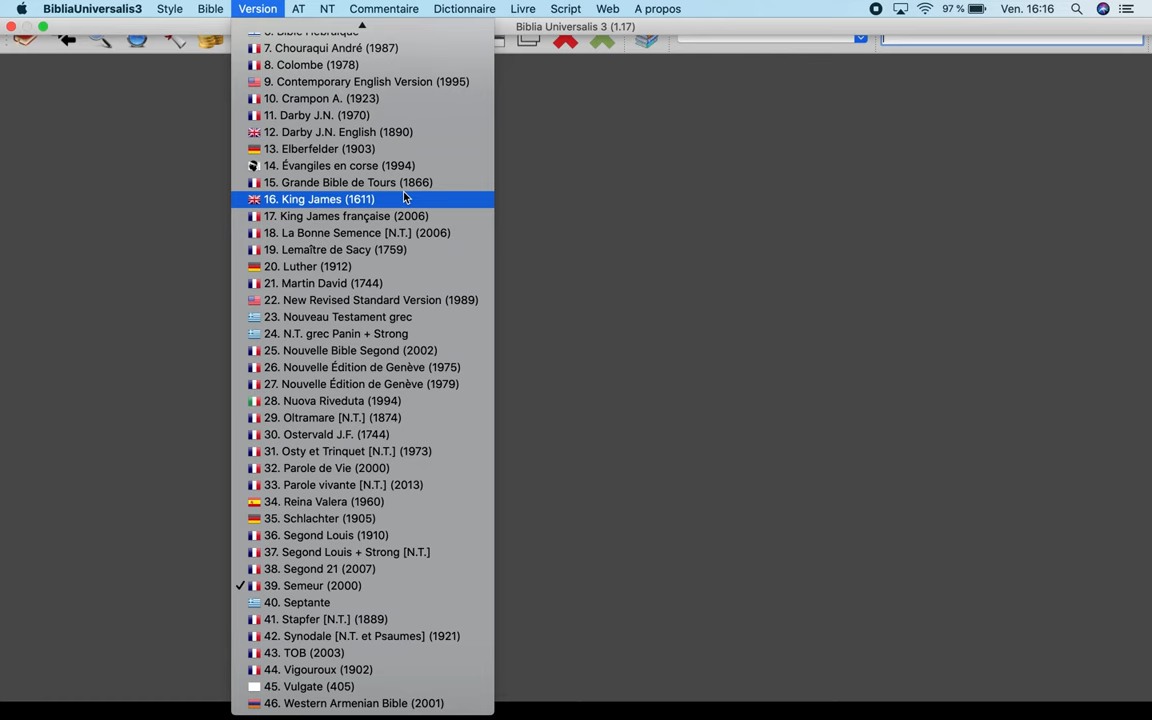 BibliaUniversalis3 Style Bible Version AT NT Commentaire Dictionnaire Livre Script Web A propos 97 % Ven. 16:16
Biblia Universalis 3 (1.17)
6. Bible Hébraïque
7. Chouraqui André (1987)
8. Colombe (1978)
9. Contemporary English Version (1995)
10. Crampon A. (1923)
11. Darby J.N. (1970)
12. Darby J.N. English (1890)
13. Elberfelder (1903)
14. Évangiles en corse (1994)
15. Grande Bible de Tours (1866)
16. King James (1611)
17. King James française (2006)
18. La Bonne Semence [N.T.] (2006)
19. Lemaître de Sacy (1759)
20. Luther (1912)
21. Martin David (1744)
22. New Revised Standard Version (1989)
23. Nouveau Testament grec
24. N.T. grec Panin + Strong
25. Nouvelle Bible Segond (2002)
26. Nouvelle Édition de Genève (1975)
27. Nouvelle Édition de Genève (1979)
28. Nuova Riveduta (1994)
29. Oltramare [N.T.] (1874)
30. Ostervald J.F. (1744)
31. Osty et Trinquet [N.T.] (1973)
32. Parole de Vie (2000)
33. Parole vivante [N.T.] (2013)
34. Reina Valera (1960)
35. Schlachter (1905)
36. Segond Louis (1910)
37. Segond Louis + Strong [N.T.]
38. Segond 21 (2007)
39. Semeur (2000)
40. Septante
41. Stapfer [N.T.] (1889)
42. Synodale [N.T. et Psaumes] (1921)
43. TOB (2003)
44. Vigouroux (1902)
45. Vulgate (405)
46. Western Armenian Bible (2001)